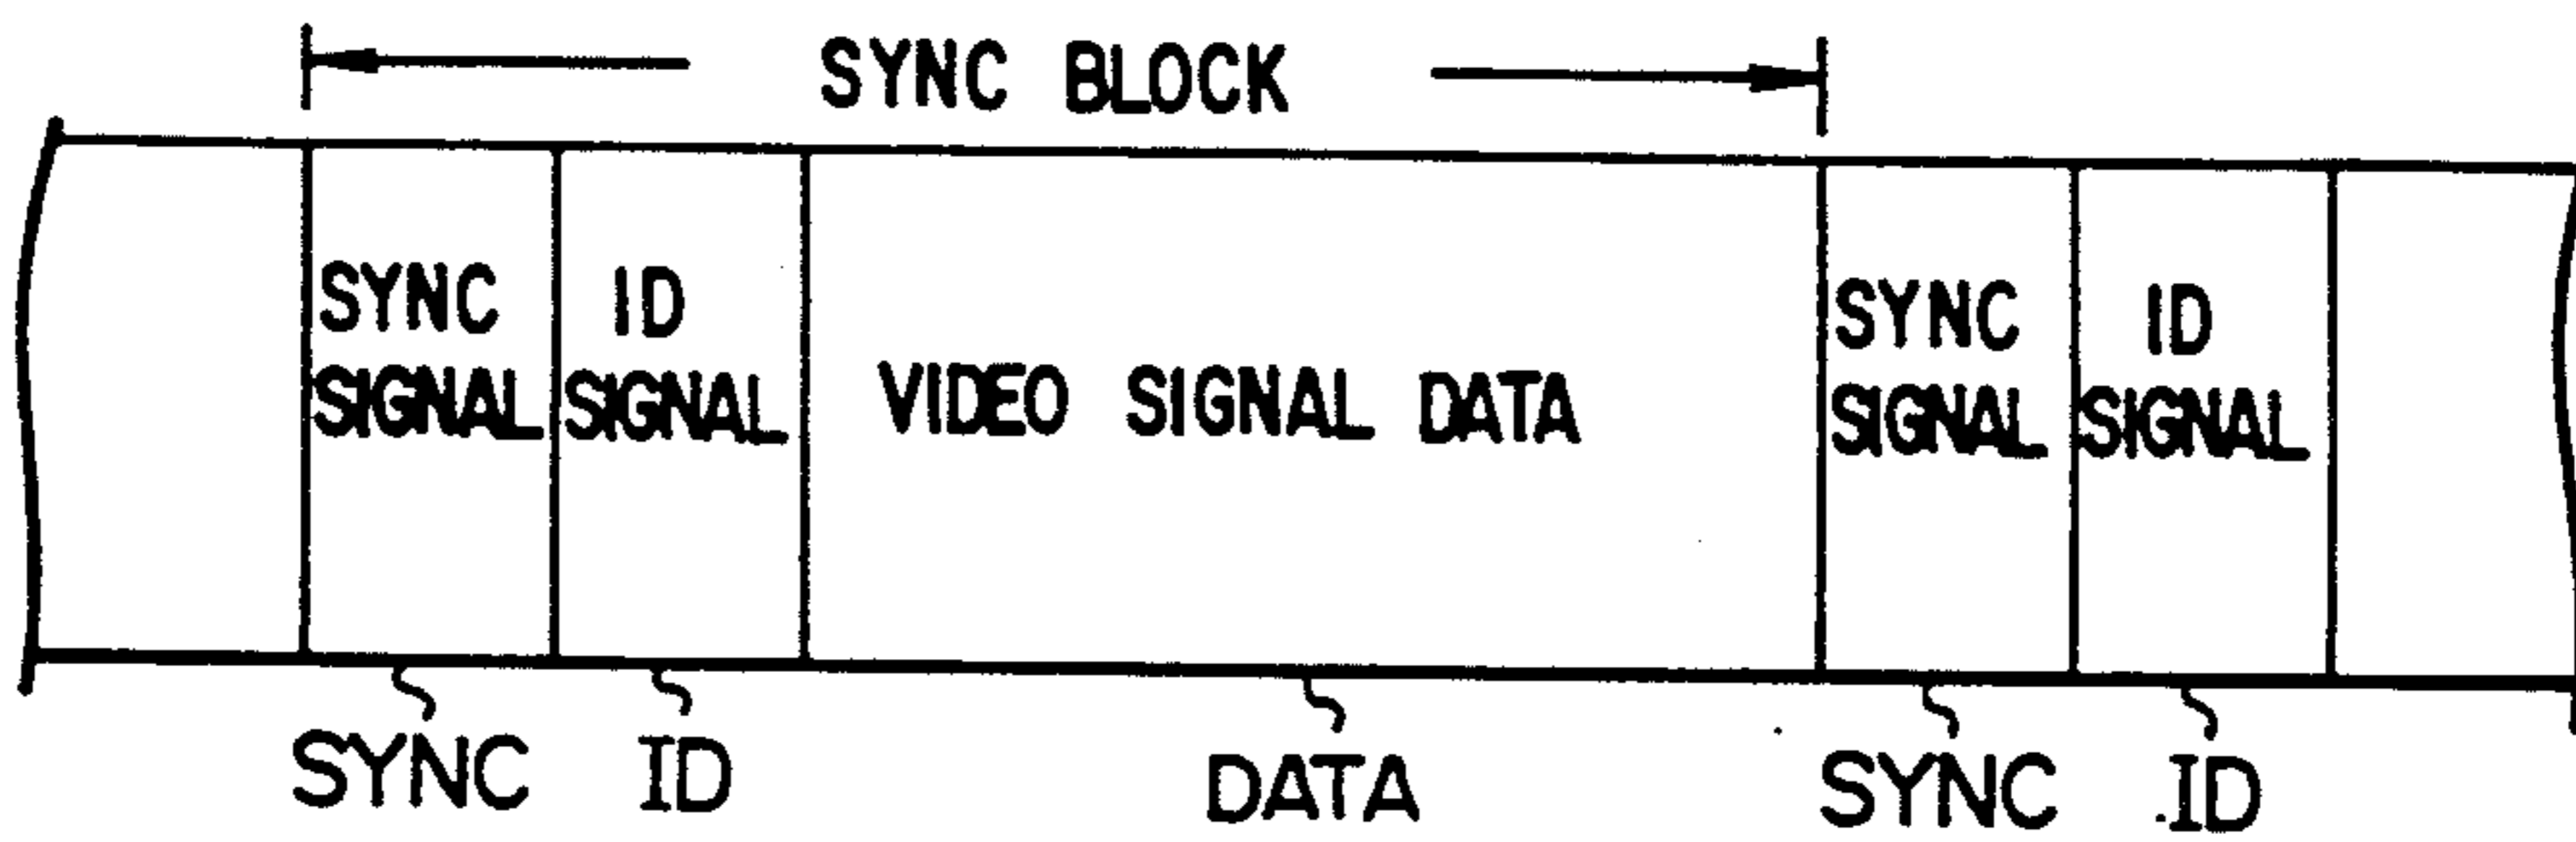 SYNC BLOCK
SYNC
SIGNAL
ID
SIGNAL
VIDEO SIGNAL DATA
SYNC
SIGNAL
ID
SIGNAL
SYNC
ID
DATA
SYNC
ID